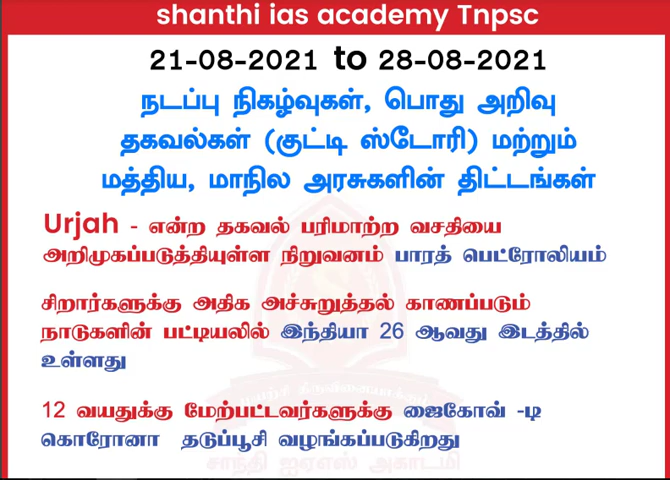 shanthi ias academy Tnpsc
21-08-2021 to 28-08-2021
நடப்பு நிகழ்வுகள், பொது அறிவு
தகவல்கள் (குட்டி ஸ்டோரி) மற்றும்
மத்திய, மாநில அரசுகளின் திட்டங்கள்
Urjah - என்ற தகவல் பரிமாற்ற வசதியை
அறிமுகப்படுத்தியுள்ள நிறுவனம் பாரத் பெட்ரோலியம்
சிறார்களுக்கு அதிக அச்சுறுத்தல் காணப்படும்
நாடுகளின் பட்டியலில் இந்தியா 26 ஆவது இடத்தில்
உள்ளது
12 வயதுக்கு மேற்பட்டவர்களுக்கு ஜைகோவ் -டி
கொரோனா தடுப்பூசி வழங்கப்படுகிறது
சாந்தி ஐஏஎஸ் அகாடமி